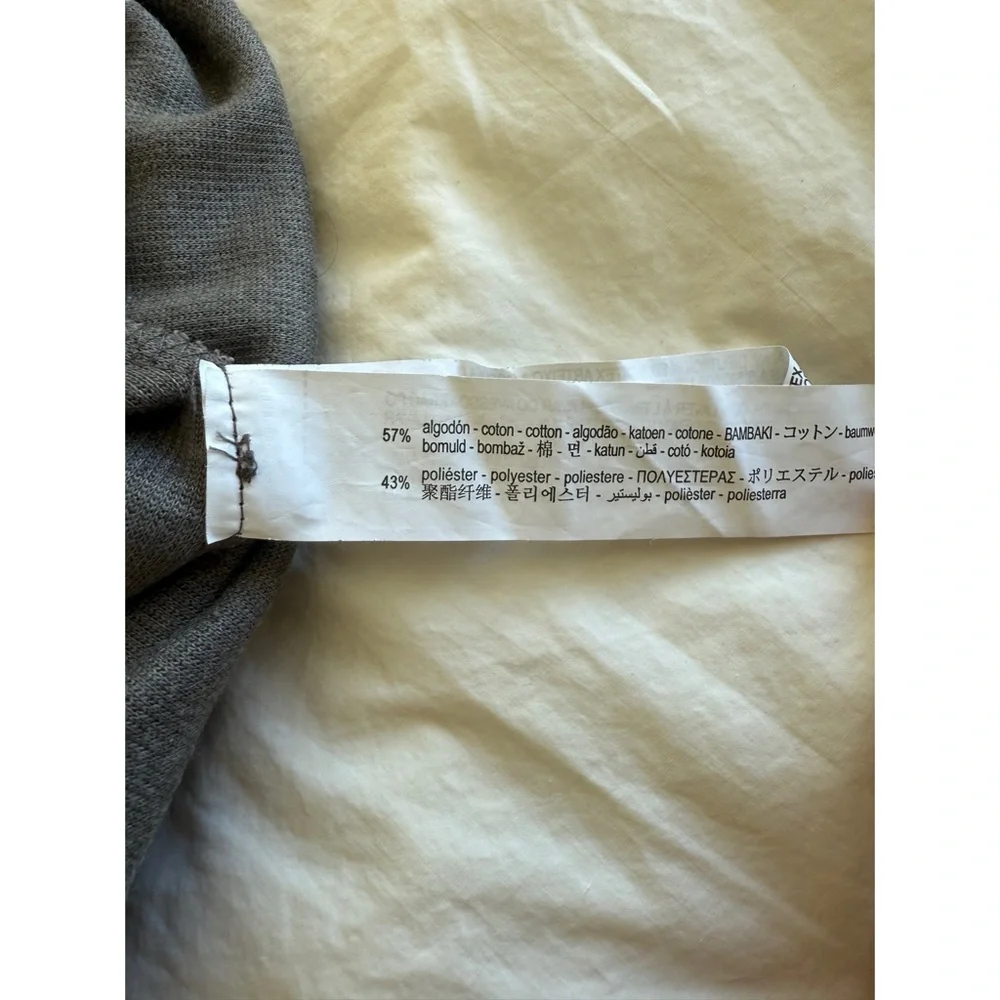 57% algodón - coton - cotton - algodão - katoen - cotone - BAMBAKI - コットン - baumw
bomuld - bombaž - 棉 - 면 - katun - قطن - cotó - kotoia
43% poliéster - polyester - poliestere - ΠΟΛΥΕΣΤΕΡΑΣ - ポリエステル - polies
聚酯纤维 - 폴리에스터 - بوليستير - polièster - poliesterra
EX